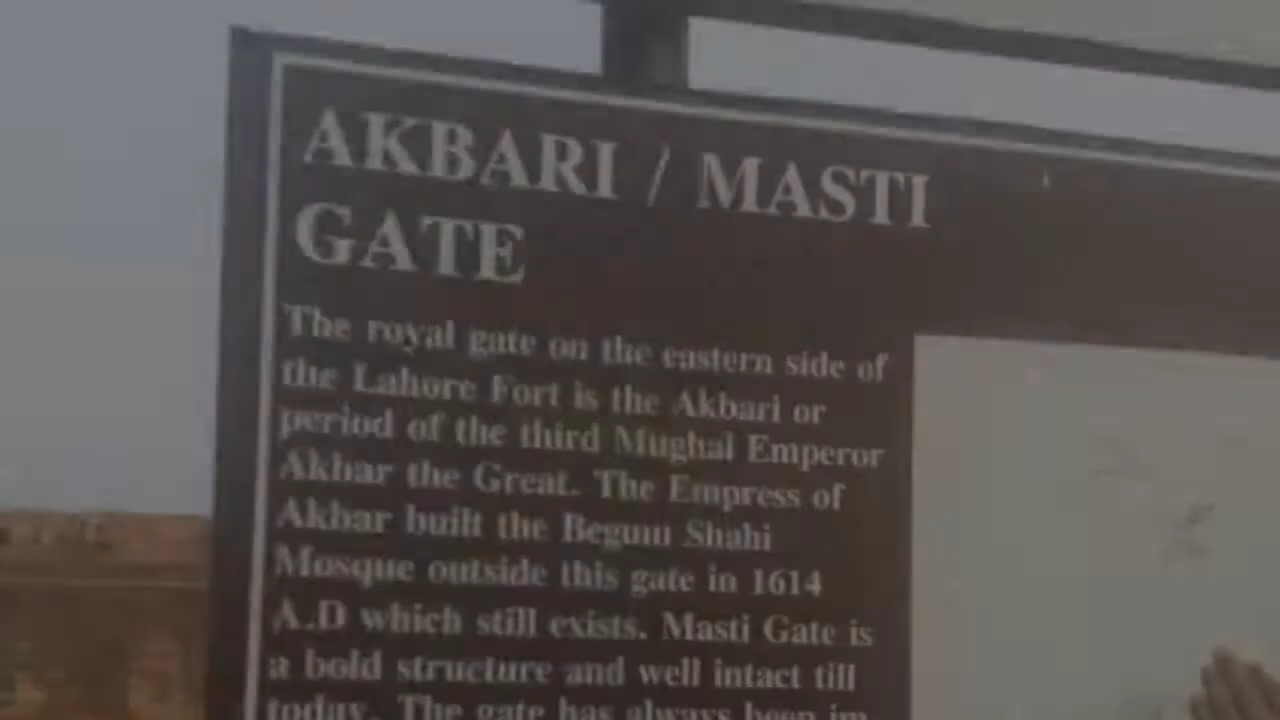 AKBARI / MASTI
GATE
The royal gate on the eastern side of
the Lahore Fort is the Akbari or
period of the third Mughal Emperor
Akbar the Great. The Empress of
Akbar built the Begum Shahi
Mosque outside this gate in 1614
A.D which still exists. Masti Gate is
a bold structure and well intact till
today. The gate has always been im